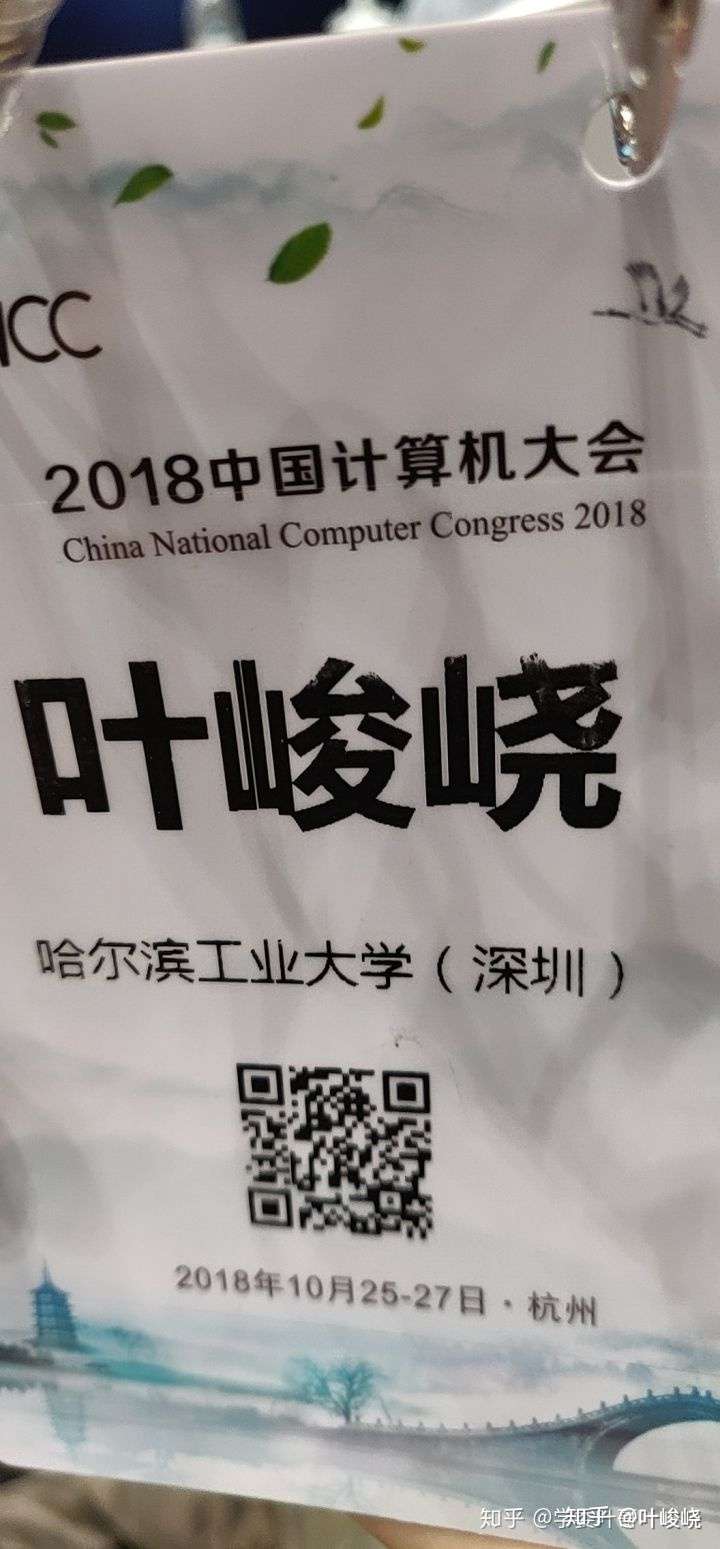 CC
2018中国计算机大会
China National Computer Congress 2018
叶峻峣
哈尔滨工业大学（深圳）
2018年10月25-27日·杭州
知乎 @叶峻峣